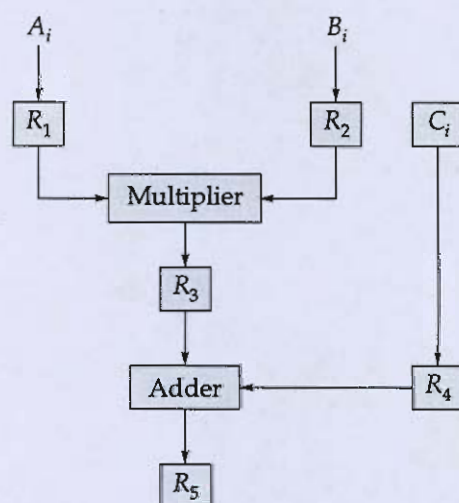 A_i B_i
R_1 R_2 C_i
Multiplier
R_3
Adder R_4
R_5